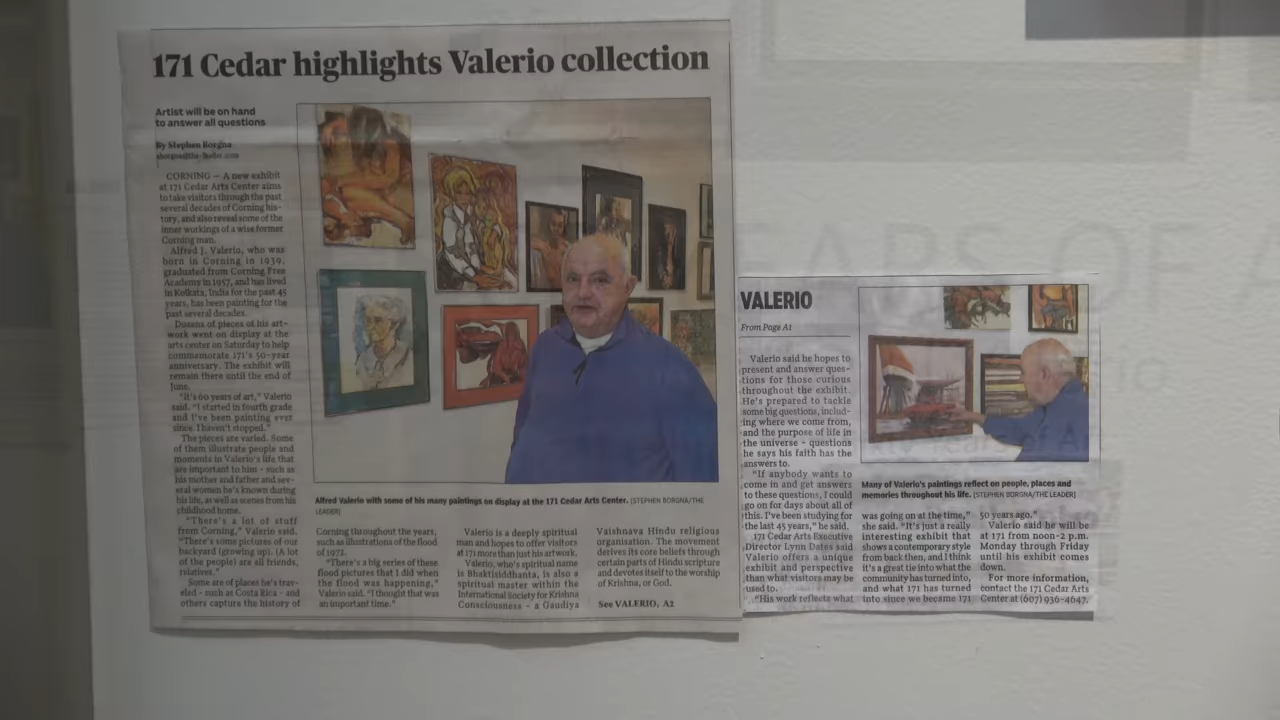 171 Cedar highlights Valerio collection
Artist will be on hand
to answer all questions
By Stephen Borgna
sborgna@the-leader.com
CORNING — A new exhibit
at 171 Cedar Arts Center aims
to take visitors through the past
several decades of Corning his-
tory, and also reveal some of the
inner workings of a wise former
Corning man.
Alfred J. Valerio, who was
born in Corning in 1939,
graduated from Corning Free
Academy in 1957, and has lived
in Kolkata, India for the past 45
years, has been painting for the
past several decades.
Dozens of pieces of his art-
work went on display at the
arts center on Saturday to help
commemorate 171's 50-year
anniversary. The exhibit will
remain there until the end of
June.
"It's 60 years of art," Valerio
said. "I started in fourth grade
and I've been painting ever
since. I haven't stopped."
The pieces are varied. Some
of them illustrate people and
moments in Valerio's life that
are important to him - such as
his mother and father and sev-
eral women he's known during
his life, as well as scenes from his
childhood home.
"There's a lot of stuff
from Corning," Valerio said.
"There's some pictures of our
backyard (growing up). (A lot
of the people) are all friends,
relatives."
Some are of places he's trav-
eled - such as Costa Rica - and
others capture the history of
Alfred Valerio with some of his many paintings on display at the 171 Cedar Arts Center. [STEPHEN BORGNA/THE
LEADER]
Corning throughout the years,
such as illustrations of the flood
of 1972.
"There's a big series of these
flood pictures that I did when
the flood was happening,"
Valerio said. "I thought that was
an important time."
Valerio is a deeply spiritual
man and hopes to offer visitors
at 171 more than just his artwork.
Valerio, who's spiritual name
is Bhaktisiddhanta, is also a
spiritual master within the
International Society for Krishna
Consciousness - a Gaudiya
Vaishnava Hindu religious
organisation. The movement
derives its core beliefs through
certain parts of Hindu scripture
and devotes itself to the worship
of Krishna, or God.
See VALERIO, A2
VALERIO
From Page A1
Valerio said he hopes to
present and answer ques-
tions for those curious
throughout the exhibit.
He's prepared to tackle
some big questions, includ-
ing where we come from,
and the purpose of life in
the universe - questions
he says his faith has the
answers to.
"If anybody wants to
come in and get answers
to these questions, I could
go on for days about all of
this. I've been studying for
the last 45 years," he said.
171 Cedar Arts Executive
Director Lynn Dates said
Valerio offers a unique
exhibit and perspective
than what visitors may be
used to.
"His work reflects what
Many of Valerio's paintings reflect on people, places and
memories throughout his life. [STEPHEN BORGNA/THE LEADER]
was going on at the time,"
she said. "It's just a really
interesting exhibit that
shows a contemporary style
from back then, and I think
it's a great tie into what the
community has turned into,
and what 171 has turned
into since we became 171
50 years ago."
Valerio said he will be
at 171 from noon-2 p.m.
Monday through Friday
until his exhibit comes
down.
For more information,
contact the 171 Cedar Arts
Center at (607) 936-4647.